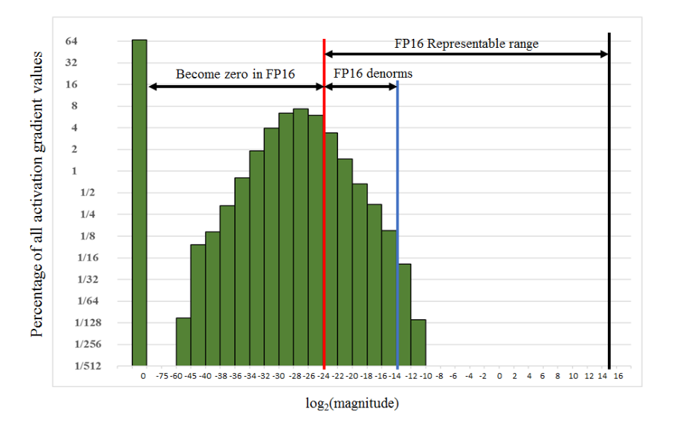 FP16 Representable range
Become zero in FP16
FP16 denorms
Percentage of all activation gradient values
64
32
16
8
4
2
1
1/2
1/4
1/8
1/16
1/32
1/64
1/128
1/256
1/512
0 -75 -60 -45 -40 -38 -36 -34 -32 -30 -28 -26 -24 -22 -20 -18 -16 -14 -12 -10 -8 -6 -4 -2 0 2 4 6 8 10 12 14 16
log₂(magnitude)